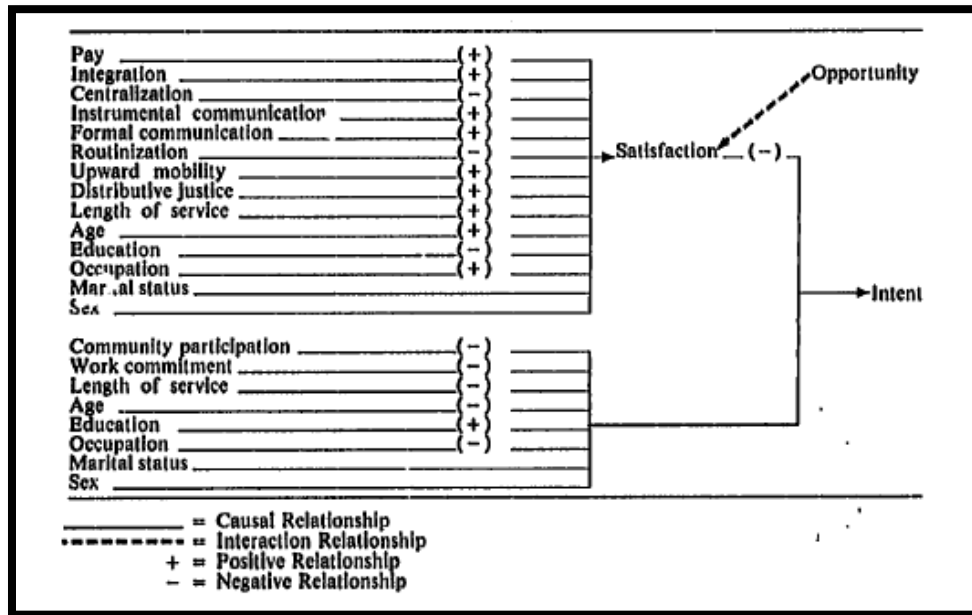 Pay (+)
Integration (+)
Opportunity
Centralization (-)
Instrumental communication (+)
Formal communication (+)
Routinization (-)
Satisfaction (-)
Upward mobility (+)
Distributive justice (+)
Length of service (+)
Age (+)
Education (-)
Occupation (+)
Marital status
Intent
Sex
Community participation (-)
Work commitment (-)
Length of service (-)
Age (-)
Education (+)
Occupation (-)
Marital status
Sex
= Causal Relationship
= Interaction Relationship
+ = Positive Relationship
- = Negative Relationship